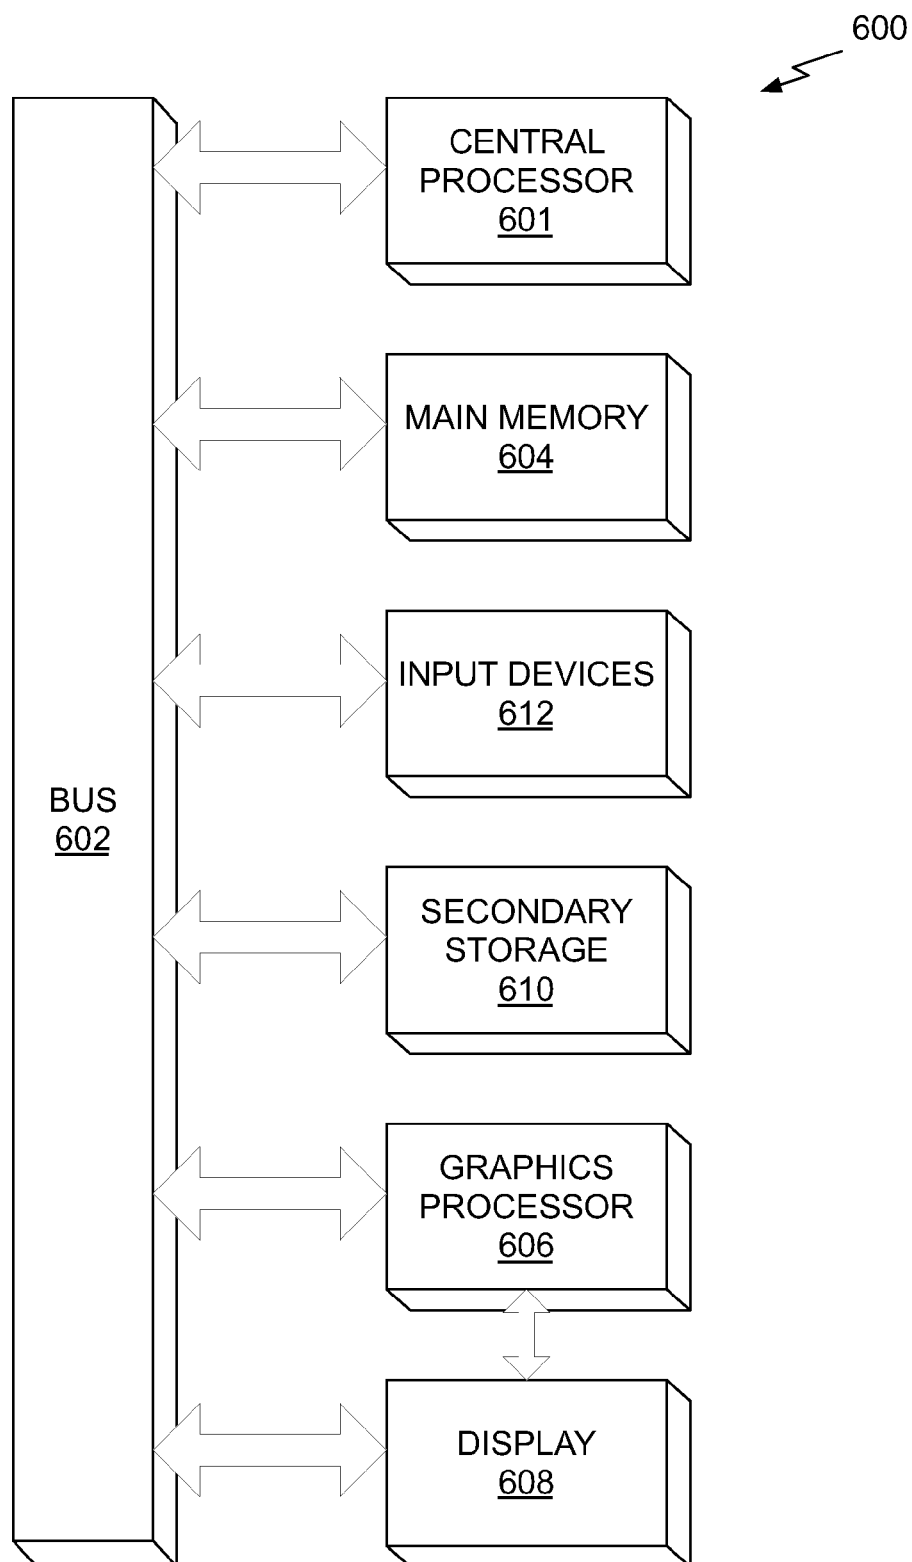 600
CENTRAL
PROCESSOR
601
MAIN MEMORY
604
INPUT DEVICES
612
BUS
602
SECONDARY
STORAGE
610
GRAPHICS
PROCESSOR
606
DISPLAY
608